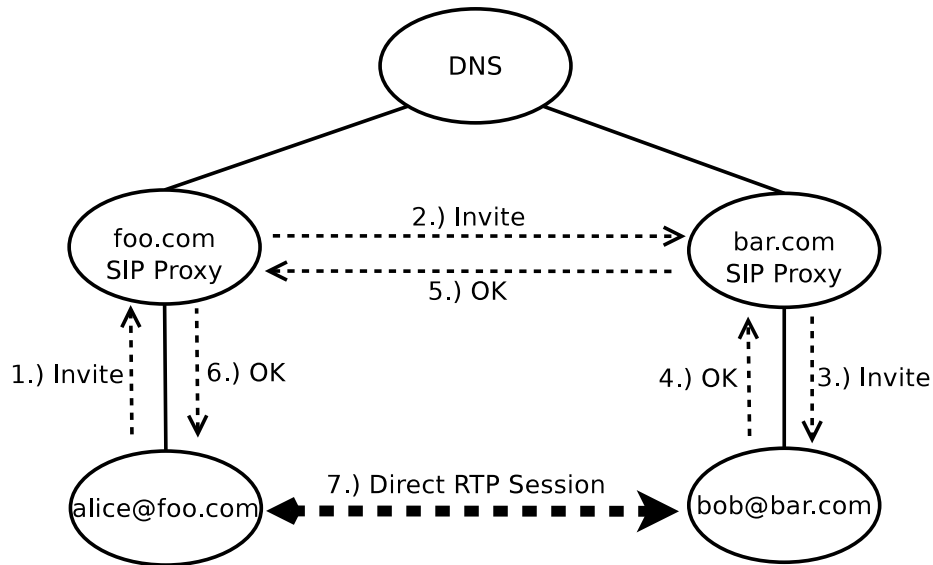 DNS
foo.com
SIP Proxy
2.) Invite
bar.com
SIP Proxy
5.) OK
1.) Invite
6.) OK
4.) OK
3.) Invite
alice@foo.com
7.) Direct RTP Session
bob@bar.com